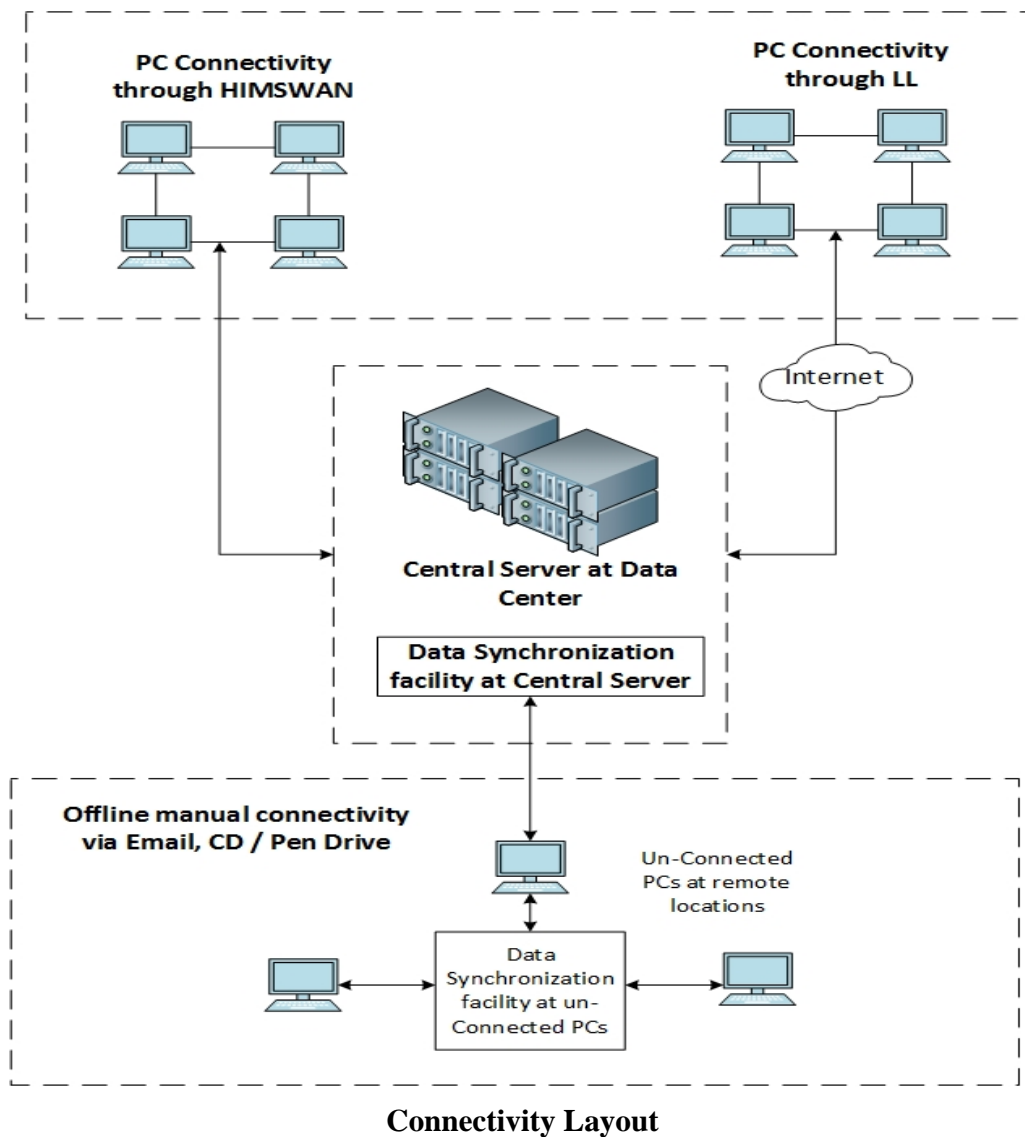 PC Connectivity
through HIMSWAN
PC Connectivity
through LL
Internet
Central Server at Data
Center
Data Synchronization
facility at Central Server
Offline manual connectivity
via Email, CD / Pen Drive
Un-Connected
PCs at remote
locations
Data
Synchronization
facility at un-
Connected PCs
Connectivity Layout